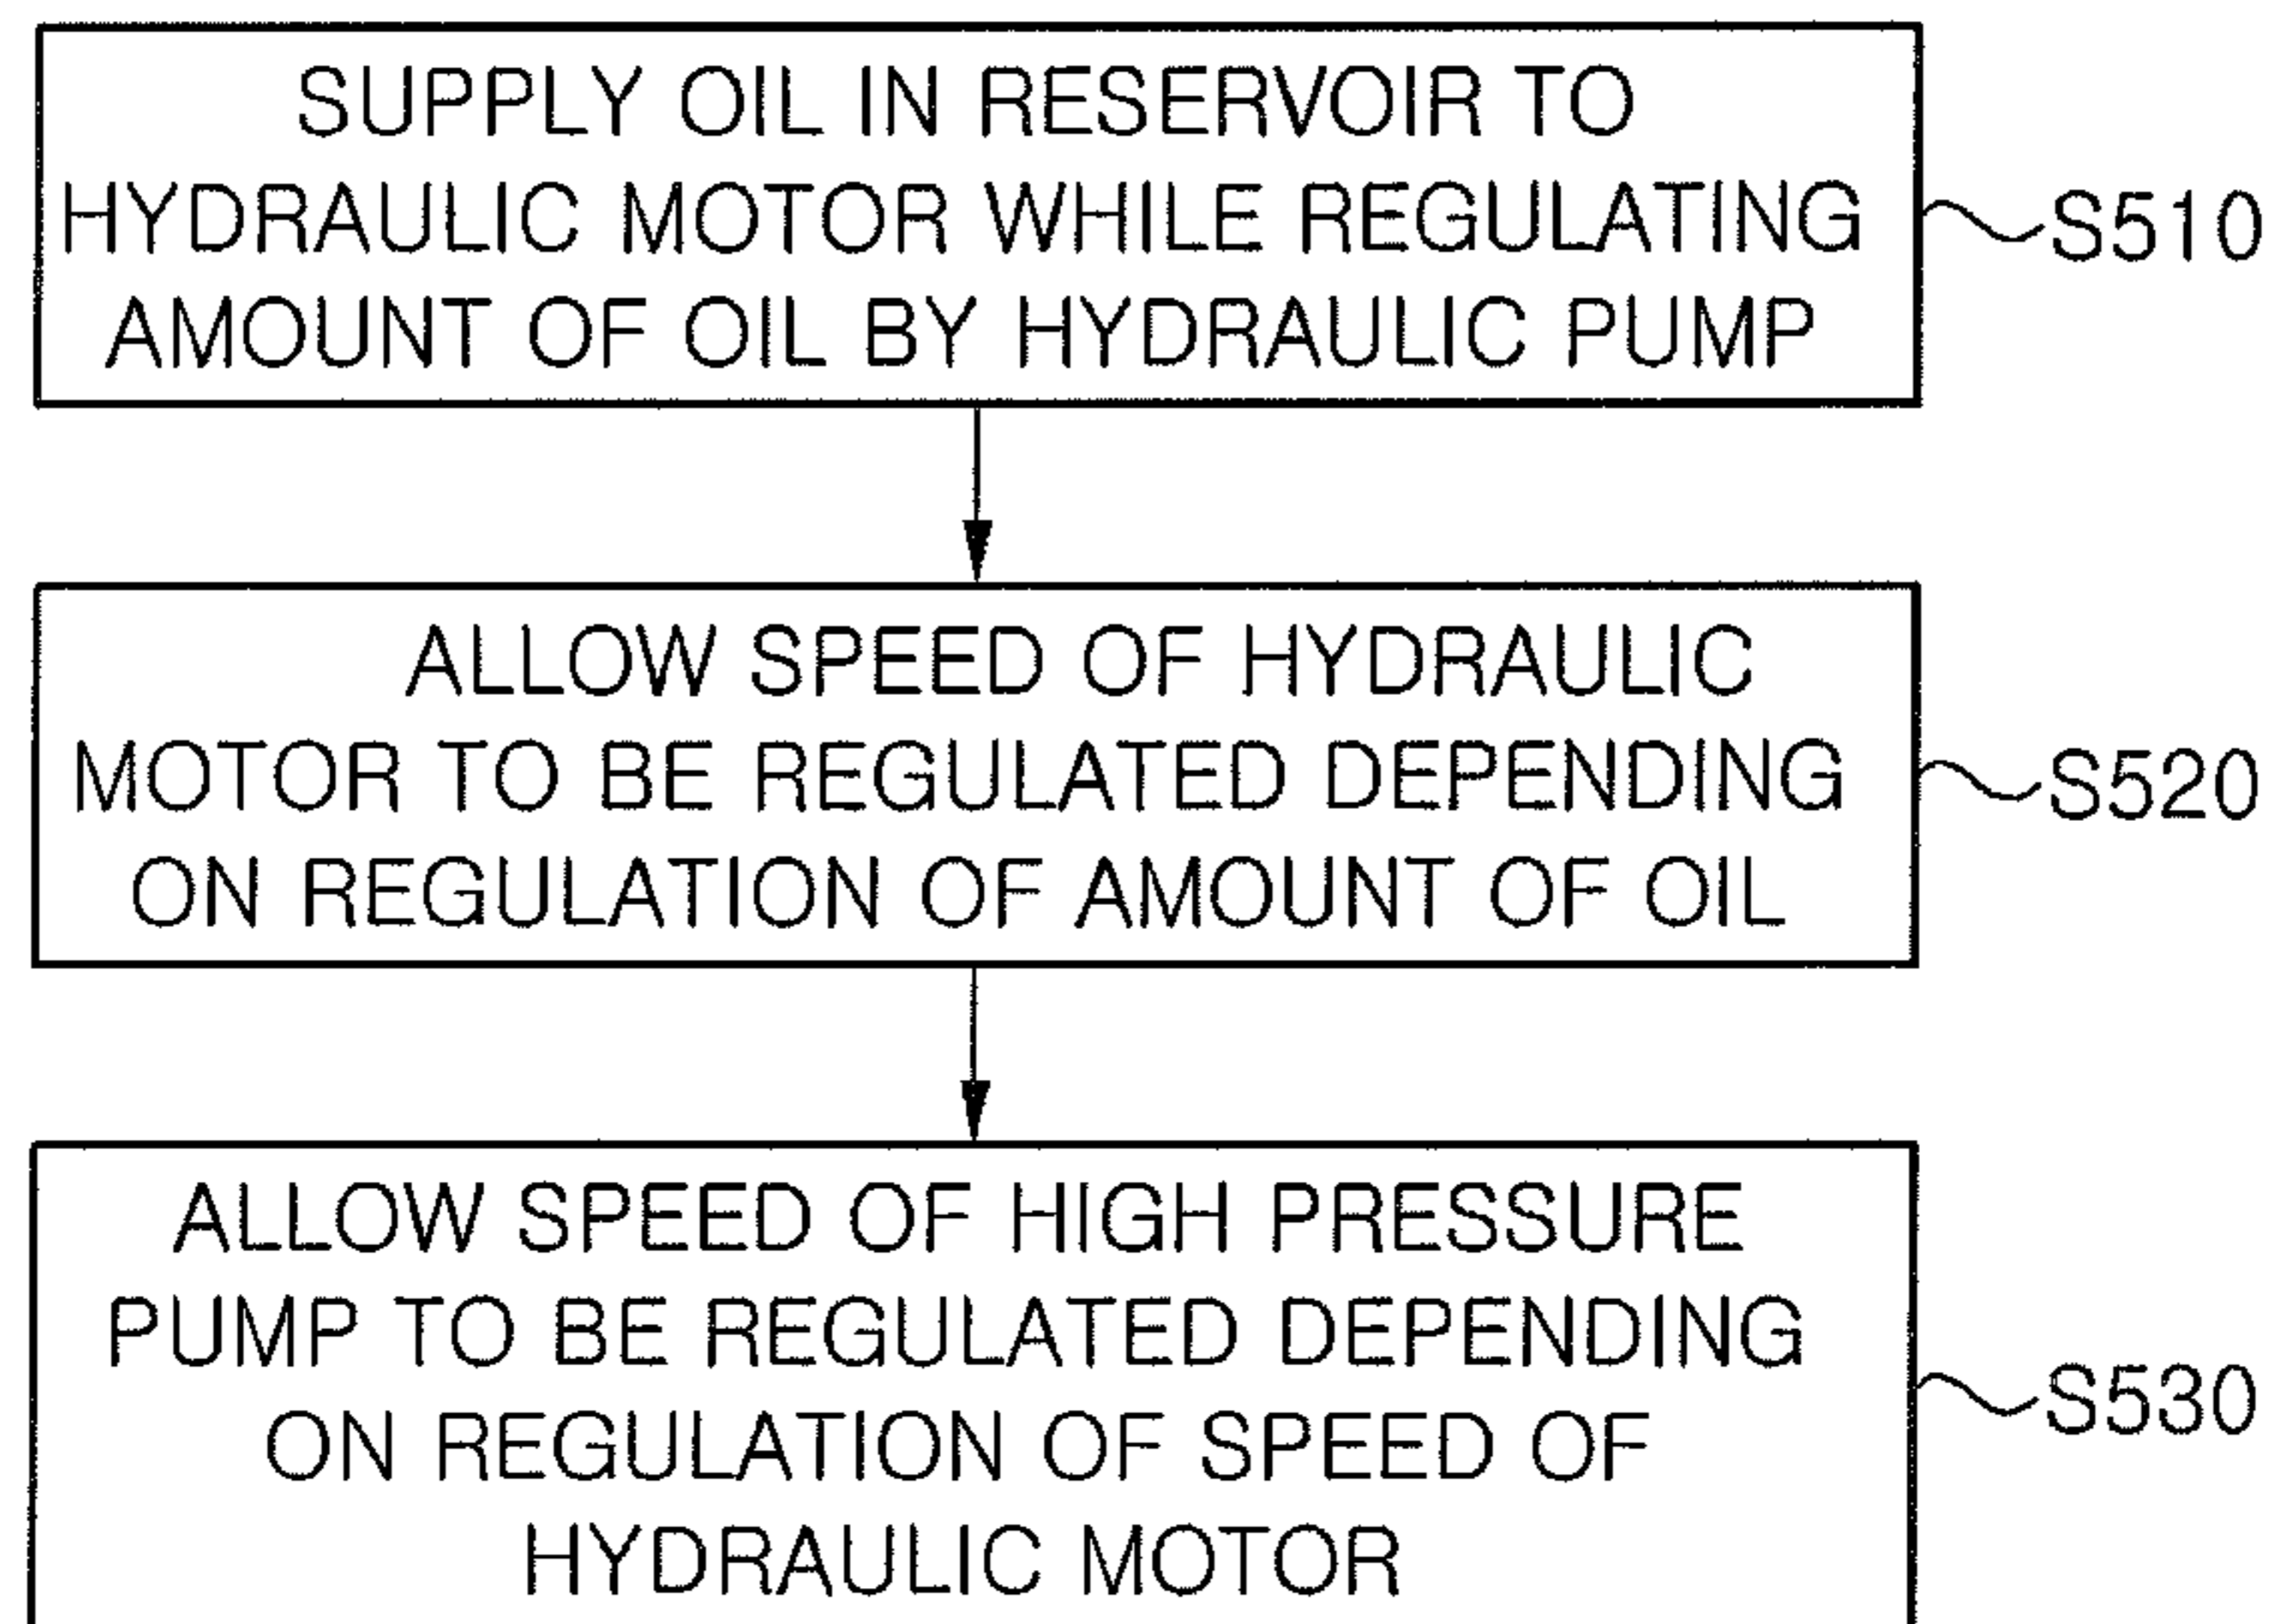 SUPPLY OIL IN RESERVOIR TO
HYDRAULIC MOTOR WHILE REGULATING
AMOUNT OF OIL BY HYDRAULIC PUMP
S510
ALLOW SPEED OF HYDRAULIC
MOTOR TO BE REGULATED DEPENDING
ON REGULATION OF AMOUNT OF OIL
S520
ALLOW SPEED OF HIGH PRESSURE
PUMP TO BE REGULATED DEPENDING
ON REGULATION OF SPEED OF
HYDRAULIC MOTOR
S530